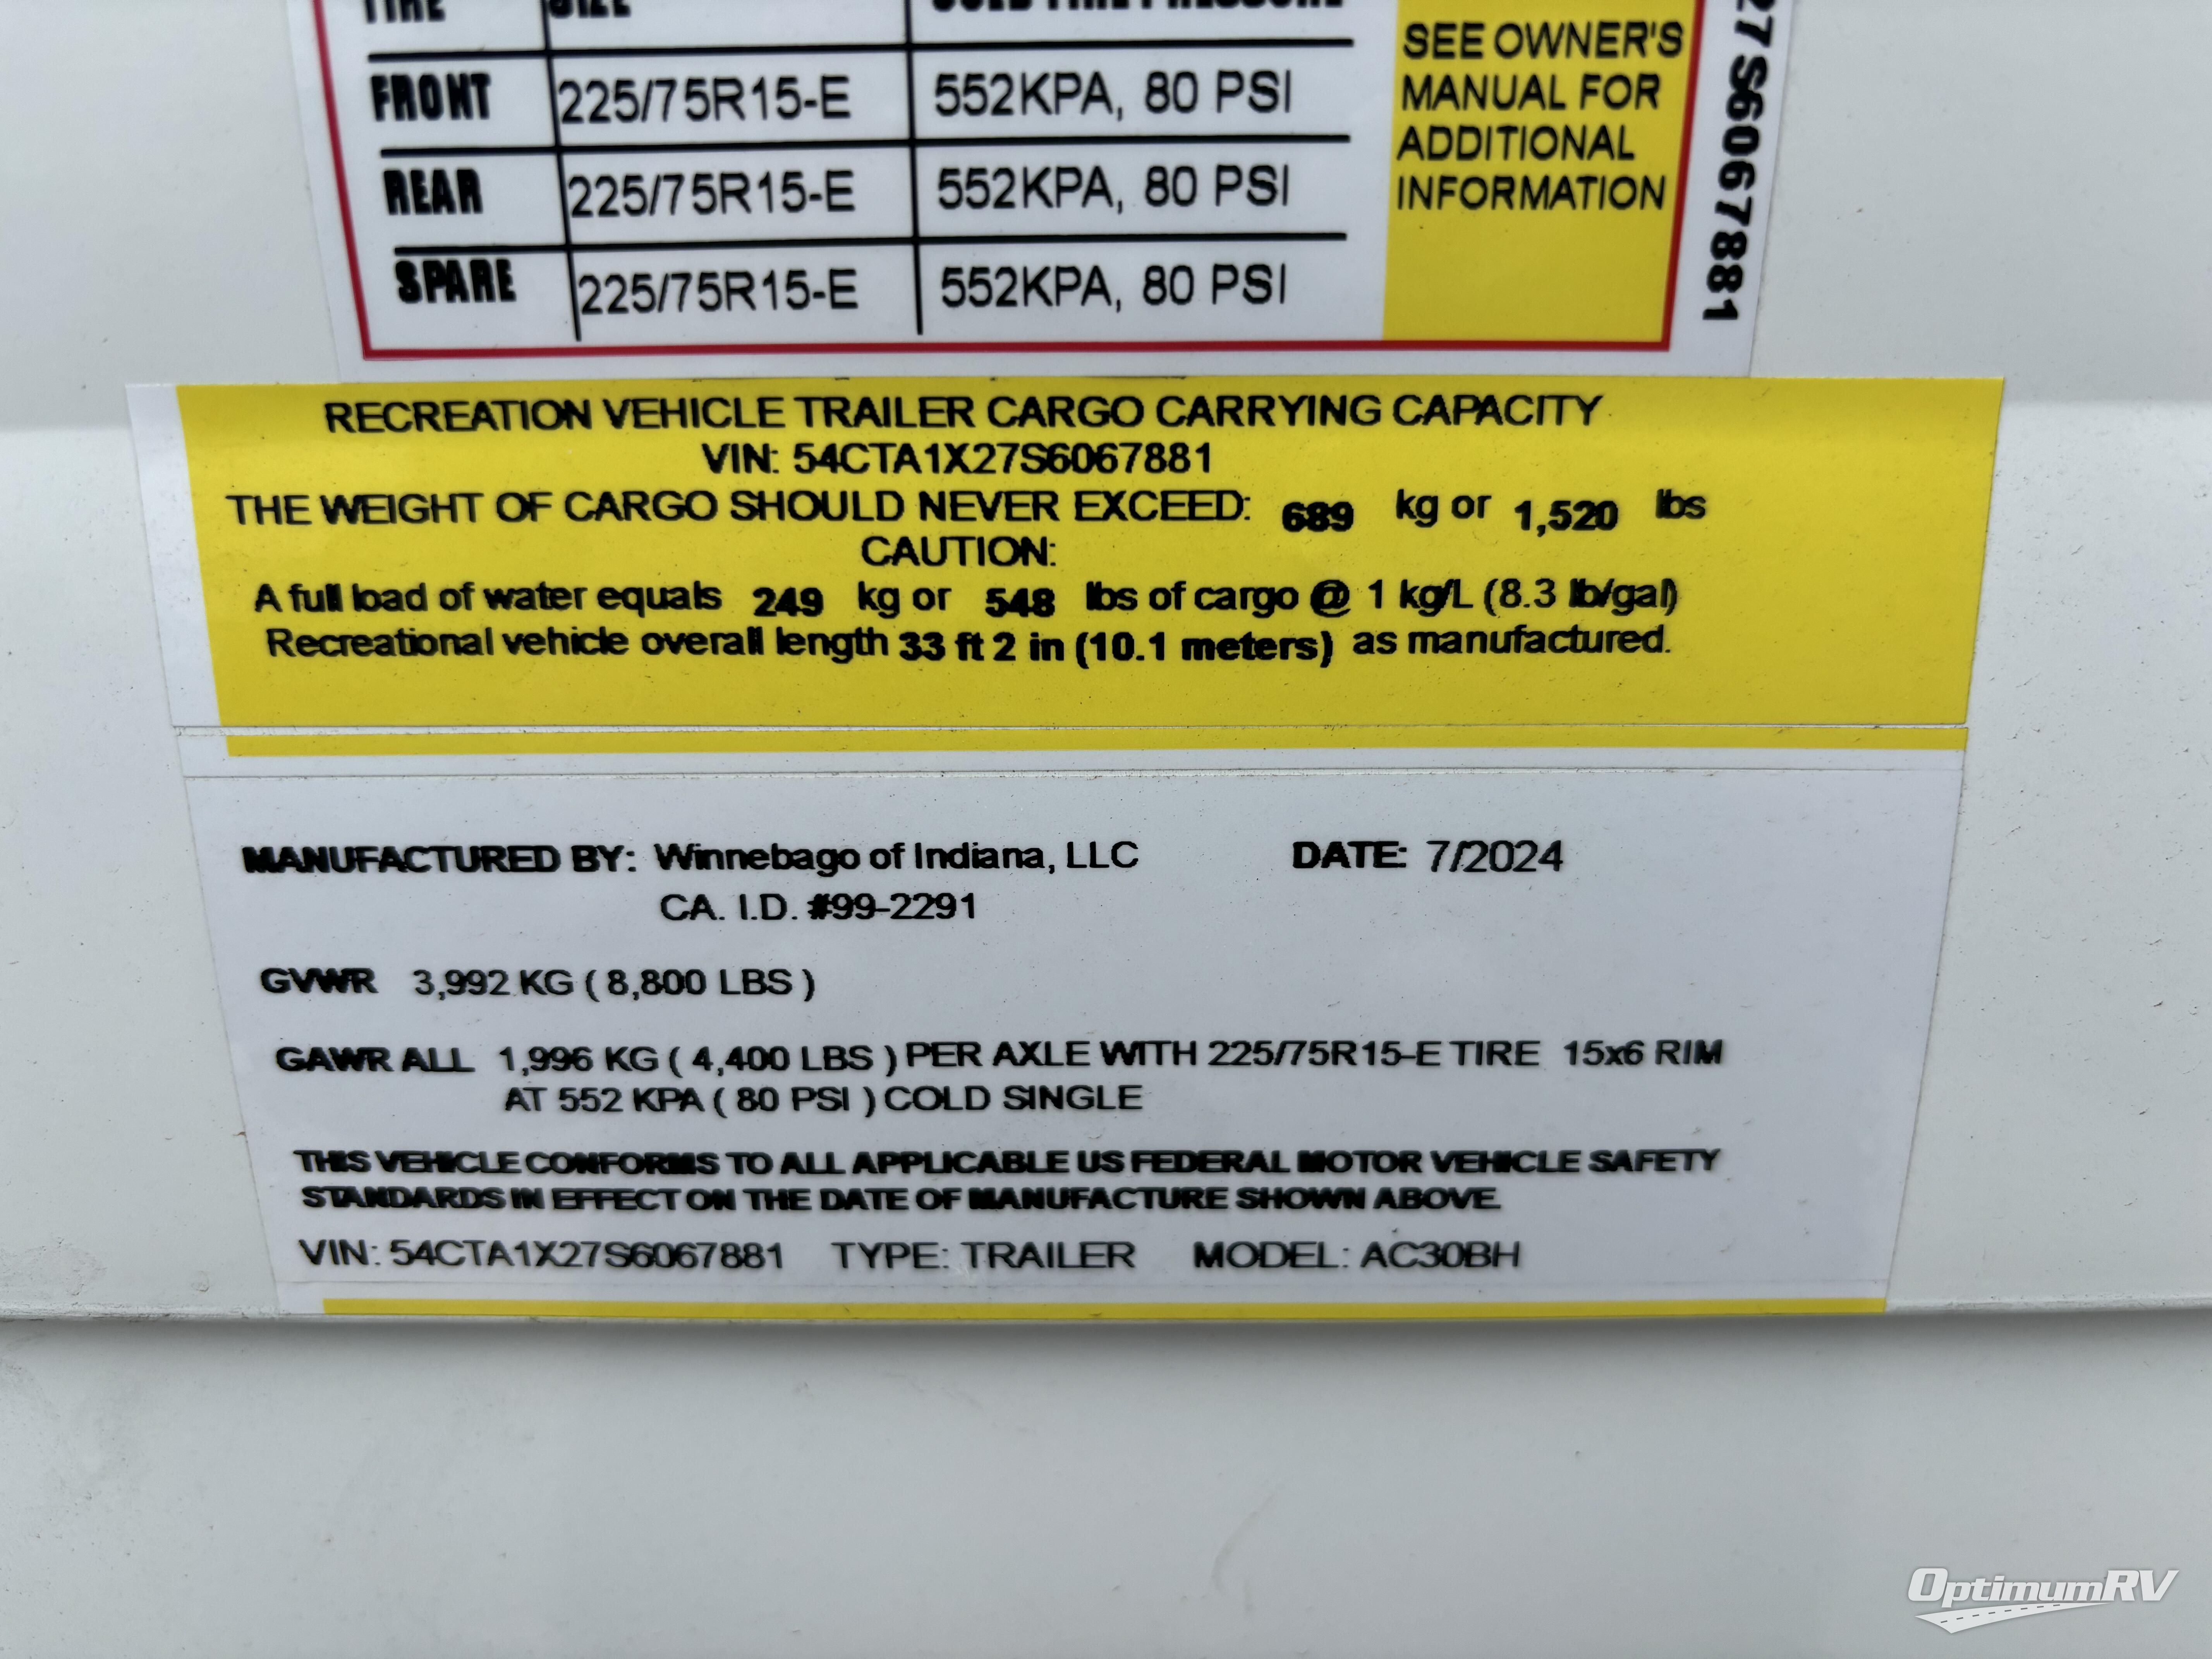 TIRE SIZE COLD TIRE PRESSURE
FRONT 225/75R15-E 552KPA, 80 PSI
REAR 225/75R15-E 552KPA, 80 PSI
SPARE 225/75R15-E 552KPA, 80 PSI
SEE OWNER'S
MANUAL FOR
ADDITIONAL
INFORMATION
27S6067881
RECREATION VEHICLE TRAILER CARGO CARRYING CAPACITY
VIN: 54CTA1X27S6067881
THE WEIGHT OF CARGO SHOULD NEVER EXCEED: 689 kg or 1,520 lbs
CAUTION:
A full load of water equals 249 kg or 548 lbs of cargo @ 1 kg/L (8.3 lb/gal)
Recreational vehicle overall length 33 ft 2 in (10.1 meters) as manufactured.
MANUFACTURED BY: Winnebago of Indiana, LLC DATE: 7/2024
CA. I.D. #99-2291
GVWR 3,992 KG ( 8,800 LBS )
GAWR ALL 1,996 KG ( 4,400 LBS ) PER AXLE WITH 225/75R15-E TIRE 15x6 RIM
AT 552 KPA ( 80 PSI ) COLD SINGLE
THIS VEHICLE CONFORMS TO ALL APPLICABLE US FEDERAL MOTOR VEHICLE SAFETY
STANDARDS IN EFFECT ON THE DATE OF MANUFACTURE SHOWN ABOVE.
VIN: 54CTA1X27S6067881 TYPE: TRAILER MODEL: AC30BH
OptimumRV